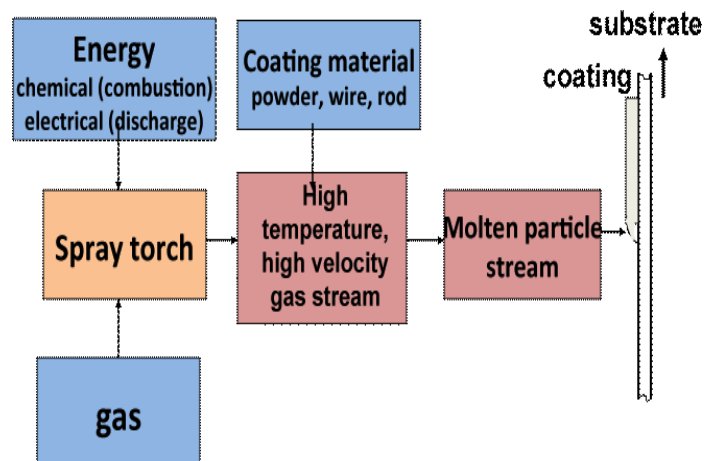 Energy
chemical (combustion)
electrical (discharge)
Coating material
powder, wire, rod
substrate
coating
Spray torch
High
temperature,
high velocity
gas stream
Molten particle
stream
gas